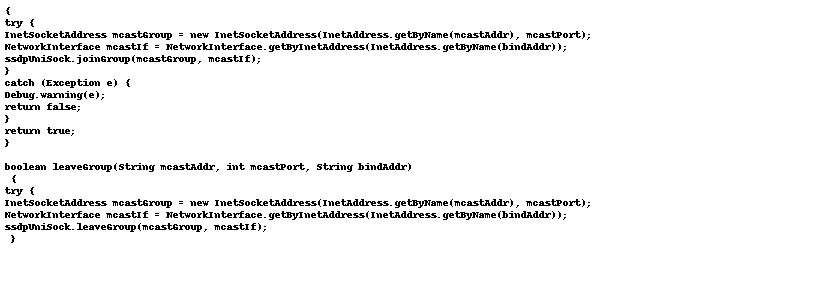 {
try {
InetSocketAddress mcastGroup = new InetSocketAddress(InetAddress.getByName(mcastAddr), mcastPort);
NetworkInterface mcastIf = NetworkInterface.getByInetAddress(InetAddress.getByName(bindAddr));
ssdpUniSock.joinGroup(mcastGroup, mcastIf);
}
catch (Exception e) {
Debug.warning(e);
return false;
}
return true;
}

boolean leaveGroup(String mcastAddr, int mcastPort, String bindAddr)
 {
try {
InetSocketAddress mcastGroup = new InetSocketAddress(InetAddress.getByName(mcastAddr), mcastPort);
NetworkInterface mcastIf = NetworkInterface.getByInetAddress(InetAddress.getByName(bindAddr));
ssdpUniSock.leaveGroup(mcastGroup, mcastIf);
 }